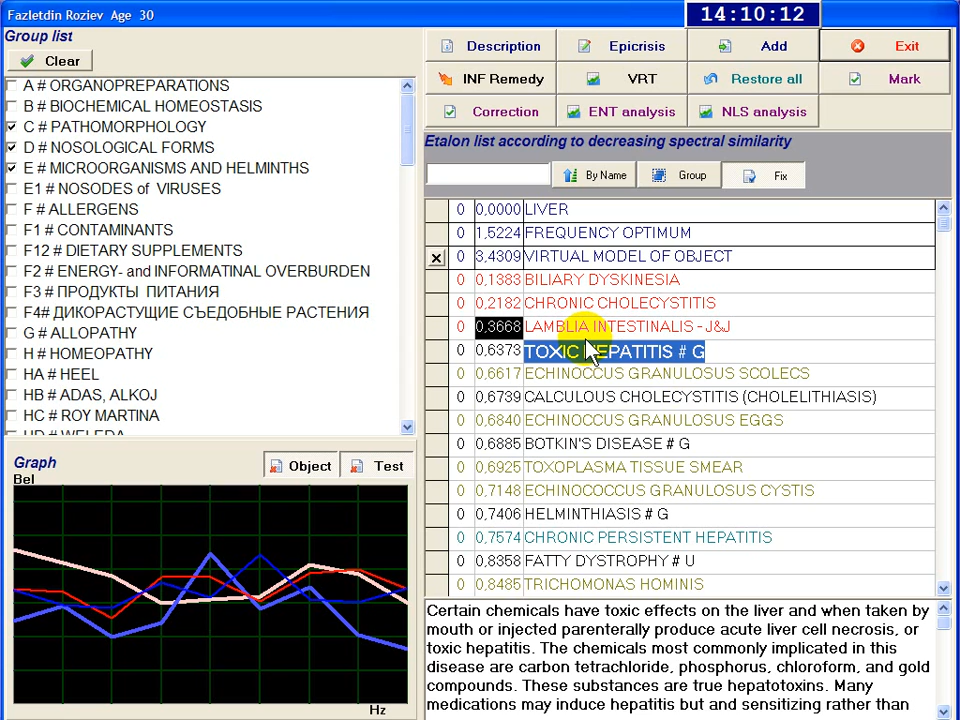 Fazletdin Roziev Age 30
14:10:12
Group list
Clear
A # ORGANOPREPARATIONS
B # BIOCHEMICAL HOMEOSTASIS
C # PATHOMORPHOLOGY
D # NOSOLOGICAL FORMS
E # MICROORGANISMS AND HELMINTHS
E1 # NOSODES of VIRUSES
F # ALLERGENS
F1 # CONTAMINANTS
F12 # DIETARY SUPPLEMENTS
F2 # ENERGY- and INFORMATINAL OVERBURDEN
F3 # ПРОДУКТЫ ПИТАНИЯ
F4# ДИКОРАСТУЩИЕ СЪЕДОБНЫЕ РАСТЕНИЯ
G # ALLOPATHY
H # HOMEOPATHY
HA # HEEL
HB # ADAS, ALKOJ
HC # ROY MARTINA
HD # WELEDA
Graph
Object
Test
Bel
Hz
Description
Epicrisis
Add
Exit
INF Remedy
VRT
Restore all
Mark
Correction
ENT analysis
NLS analysis
Etalon list according to decreasing spectral similarity
By Name
Group
Fix
0 0,0000 LIVER
0 1,5224 FREQUENCY OPTIMUM
x 0 3,4309 VIRTUAL MODEL OF OBJECT
0 0,1383 BILIARY DYSKINESIA
0 0,2182 CHRONIC CHOLECYSTITIS
0 0,3668 LAMBLIA INTESTINALIS - J&J
0 0,6373 TOXIC HEPATITIS # G
0 0,6617 ECHINOCCUS GRANULOSUS SCOLECS
0 0,6739 CALCULOUS CHOLECYSTITIS (CHOLELITHIASIS)
0 0,6840 ECHINOCCUS GRANULOSUS EGGS
0 0,6885 BOTKIN'S DISEASE # G
0 0,6925 TOXOPLASMA TISSUE SMEAR
0 0,7148 ECHINOCOCCUS GRANULOSUS CYSTIS
0 0,7406 HELMINTHIASIS # G
0 0,7574 CHRONIC PERSISTENT HEPATITIS
0 0,8358 FATTY DYSTROPHY # U
0 0,8485 TRICHOMONAS HOMINIS
Certain chemicals have toxic effects on the liver and when taken by
mouth or injected parenterally produce acute liver cell necrosis, or
toxic hepatitis. The chemicals most commonly implicated in this
disease are carbon tetrachloride, phosphorus, chloroform, and gold
compounds. These substances are true hepatotoxins. Many
medications may induce hepatitis but and sensitizing rather than